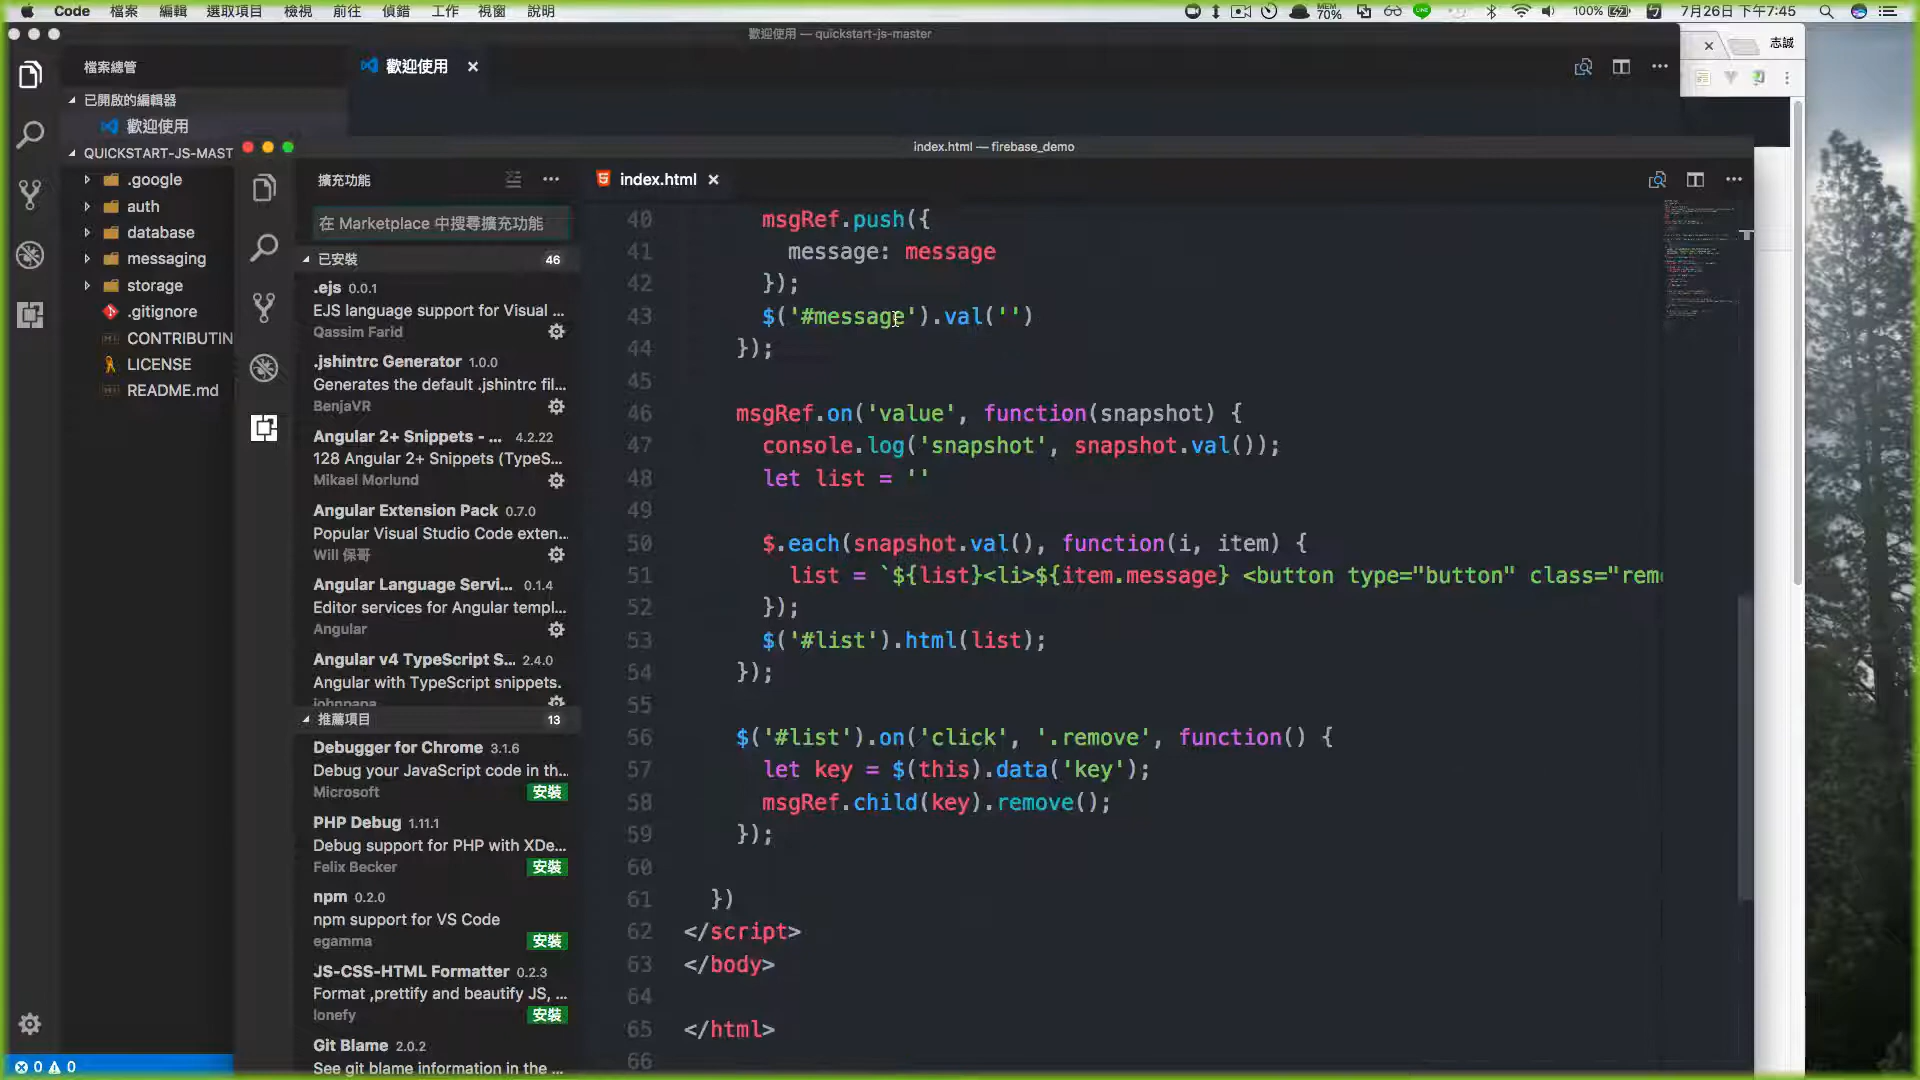 Code 檔案 編輯 選取項目 檢視 前往 偵錯 工作 視窗 說明
MEM 70% 100% 7月26日 下午7:45
歡迎使用 — quickstart-js-master
志誠
檔案總管
歡迎使用
已開啟的編輯器
歡迎使用
QUICKSTART-JS-MAST
.google
auth
database
messaging
storage
.gitignore
CONTRIBUTIN
LICENSE
README.md
0 0
index.html — firebase_demo
擴充功能
在 Marketplace 中搜尋擴充功能
已安裝 46
.ejs 0.0.1
EJS language support for Visual ...
Qassim Farid
.jshintrc Generator 1.0.0
Generates the default .jshintrc fil...
BenjaVR
Angular 2+ Snippets - ... 4.2.22
128 Angular 2+ Snippets (TypeS...
Mikael Morlund
Angular Extension Pack 0.7.0
Popular Visual Studio Code exten...
Will 保哥
Angular Language Servi... 0.1.4
Editor services for Angular templ...
Angular
Angular v4 TypeScript S... 2.4.0
Angular with TypeScript snippets.
johnpapa
推薦項目 13
Debugger for Chrome 3.1.6
Debug your JavaScript code in th...
Microsoft 安裝
PHP Debug 1.11.1
Debug support for PHP with XDe...
Felix Becker 安裝
npm 0.2.0
npm support for VS Code
egamma 安裝
JS-CSS-HTML Formatter 0.2.3
Format ,prettify and beautify JS, ...
lonefy 安裝
Git Blame 2.0.2
See git blame information in the ...
index.html
40 msgRef.push({
41 message: message
42 });
43 $('#message').val('')
44 });
45
46 msgRef.on('value', function(snapshot) {
47 console.log('snapshot', snapshot.val());
48 let list = ''
49
50 $.each(snapshot.val(), function(i, item) {
51 list = `${list}<li>${item.message} <button type="button" class="rem
52 });
53 $('#list').html(list);
54 });
55
56 $('#list').on('click', '.remove', function() {
57 let key = $(this).data('key');
58 msgRef.child(key).remove();
59 });
60
61 })
62 </script>
63 </body>
64
65 </html>
66